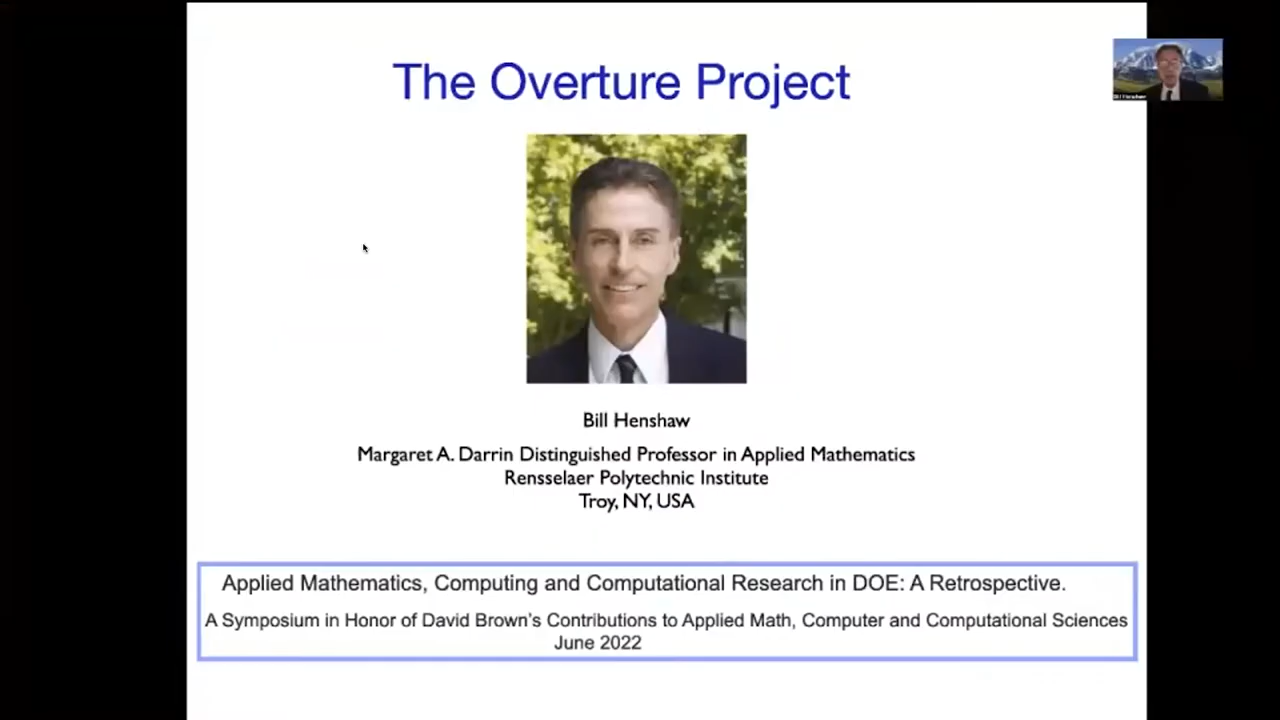 The Overture Project
Bill Henshaw
Bill Henshaw
Margaret A. Darrin Distinguished Professor in Applied Mathematics
Rensselaer Polytechnic Institute
Troy, NY, USA
Applied Mathematics, Computing and Computational Research in DOE: A Retrospective.
A Symposium in Honor of David Brown's Contributions to Applied Math, Computer and Computational Sciences
June 2022